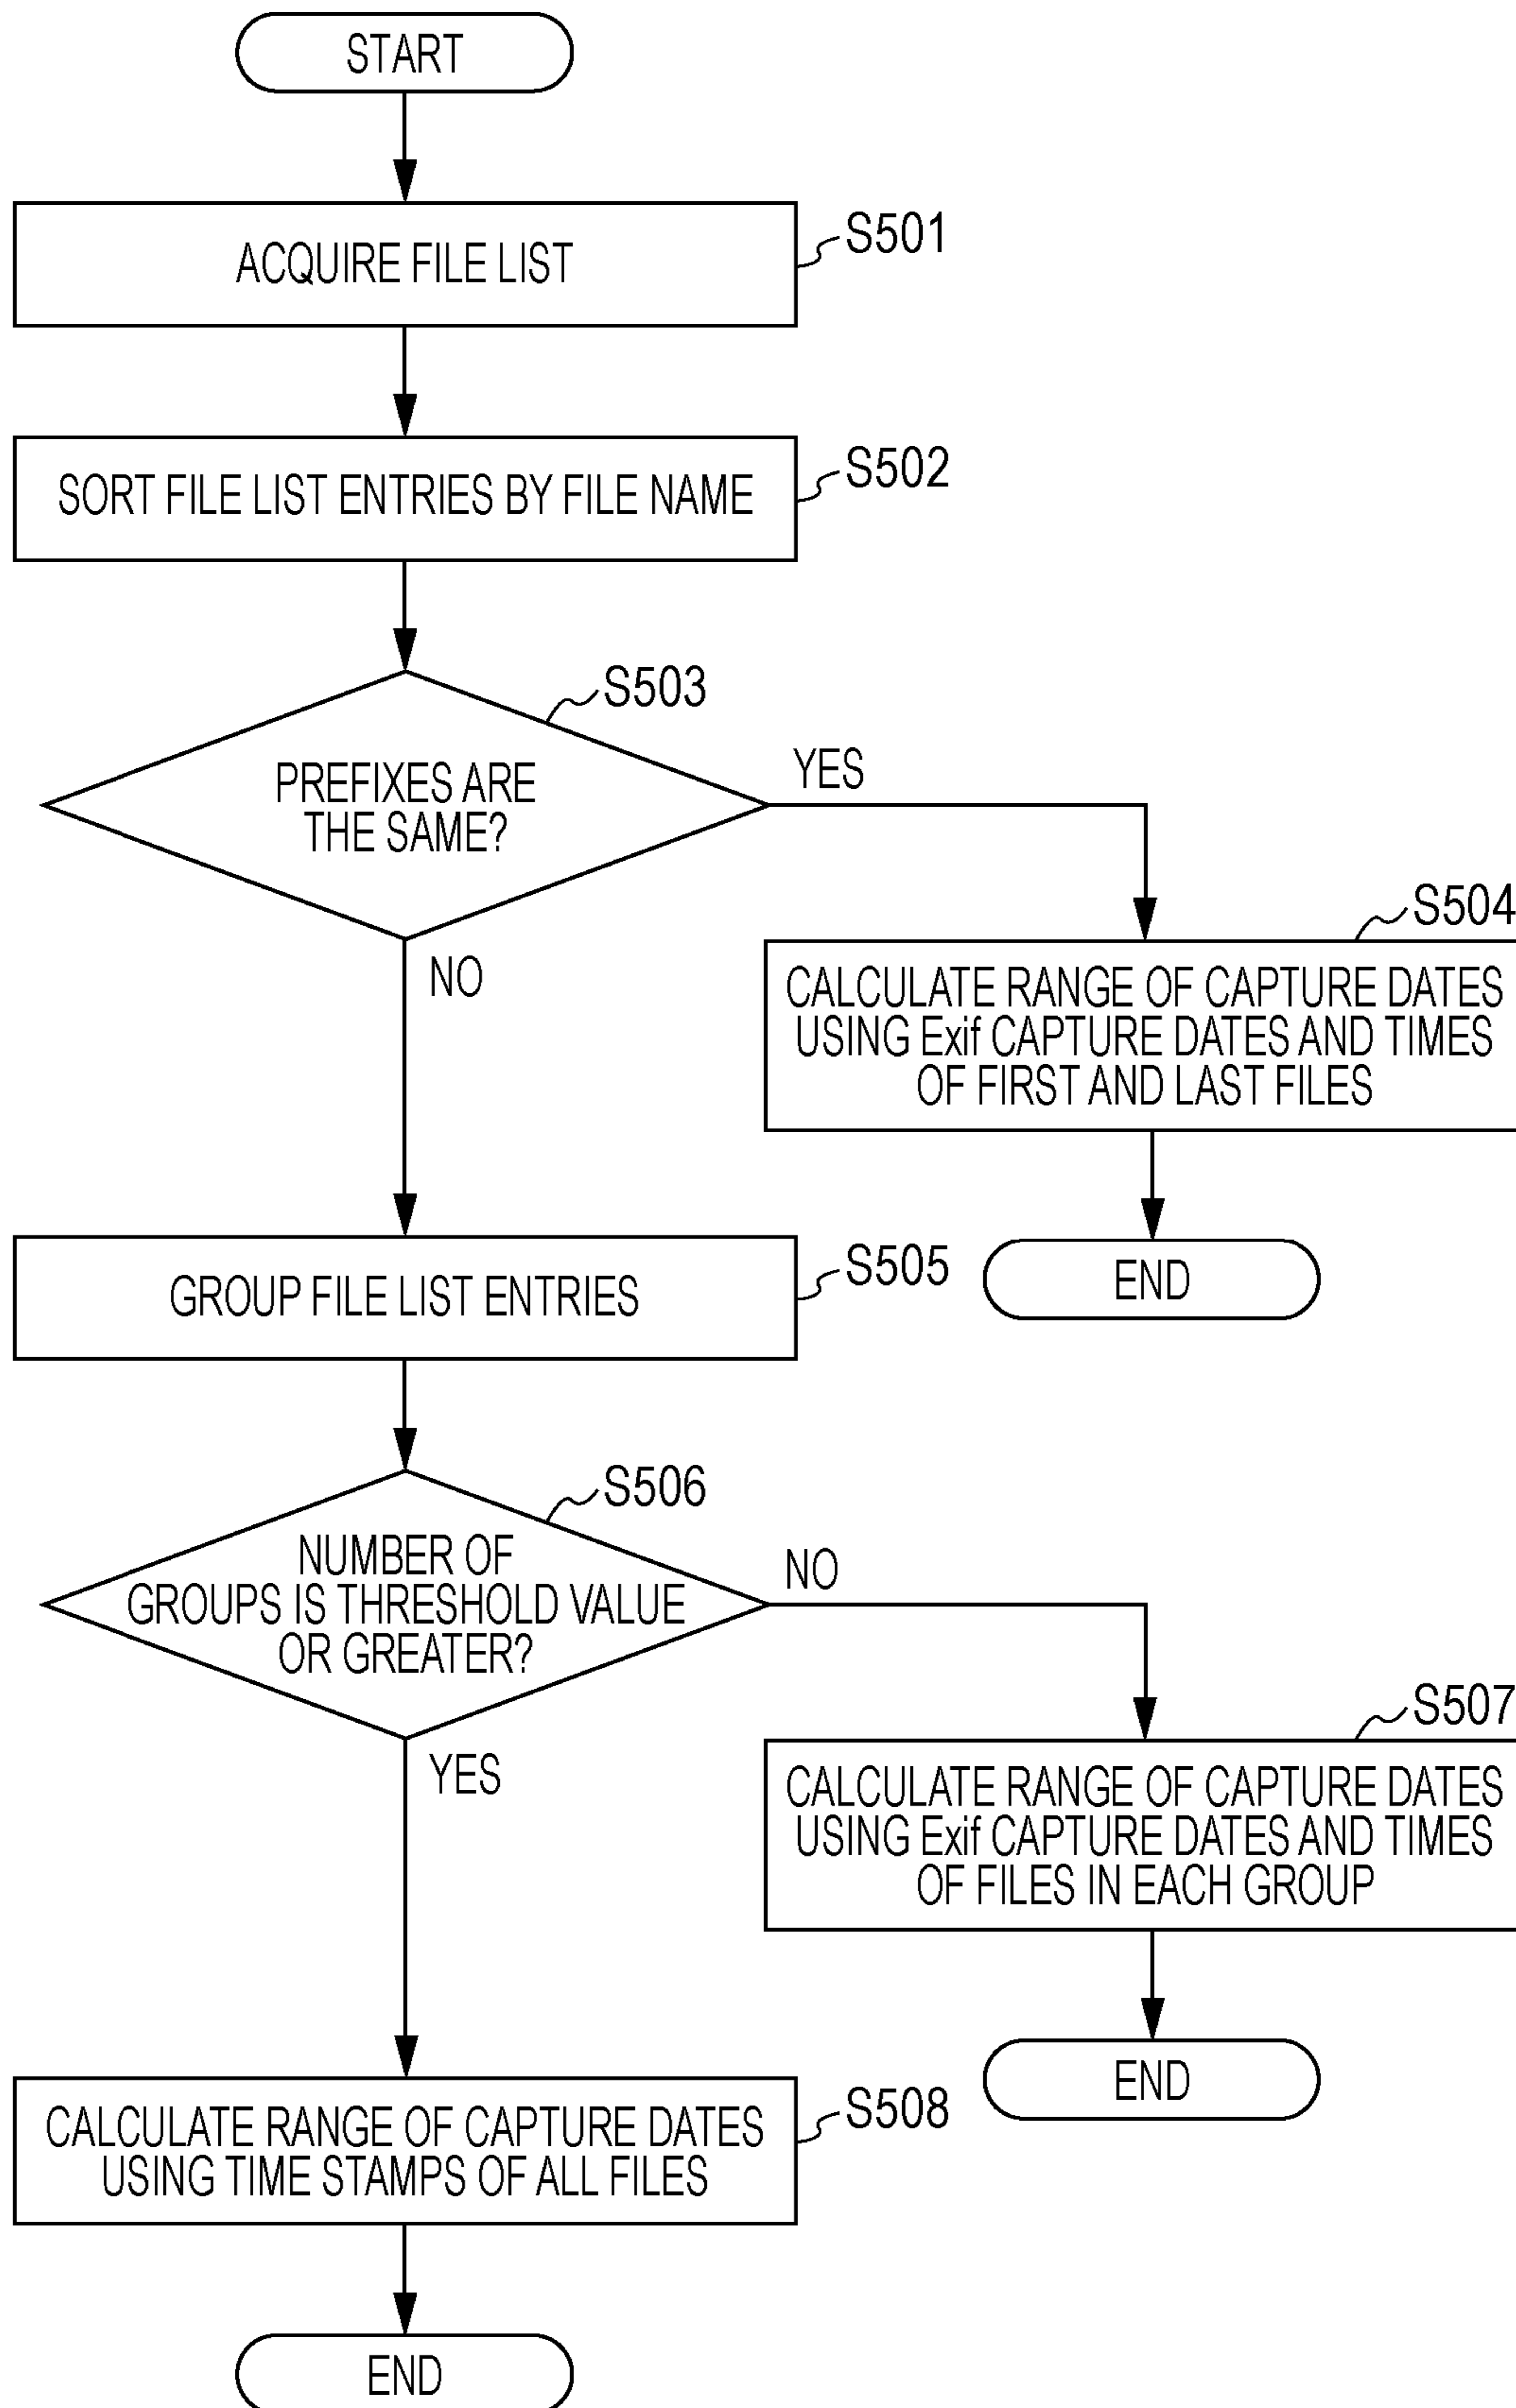 START
ACQUIRE FILE LIST
S501
SORT FILE LIST ENTRIES BY FILE NAME
S502
S503
PREFIXES ARE
THE SAME?
YES
NO
S504
CALCULATE RANGE OF CAPTURE DATES
USING Exif CAPTURE DATES AND TIMES
OF FIRST AND LAST FILES
END
GROUP FILE LIST ENTRIES
S505
S506
NUMBER OF
GROUPS IS THRESHOLD VALUE
OR GREATER?
NO
YES
S507
CALCULATE RANGE OF CAPTURE DATES
USING Exif CAPTURE DATES AND TIMES
OF FILES IN EACH GROUP
END
CALCULATE RANGE OF CAPTURE DATES
USING TIME STAMPS OF ALL FILES
S508
END